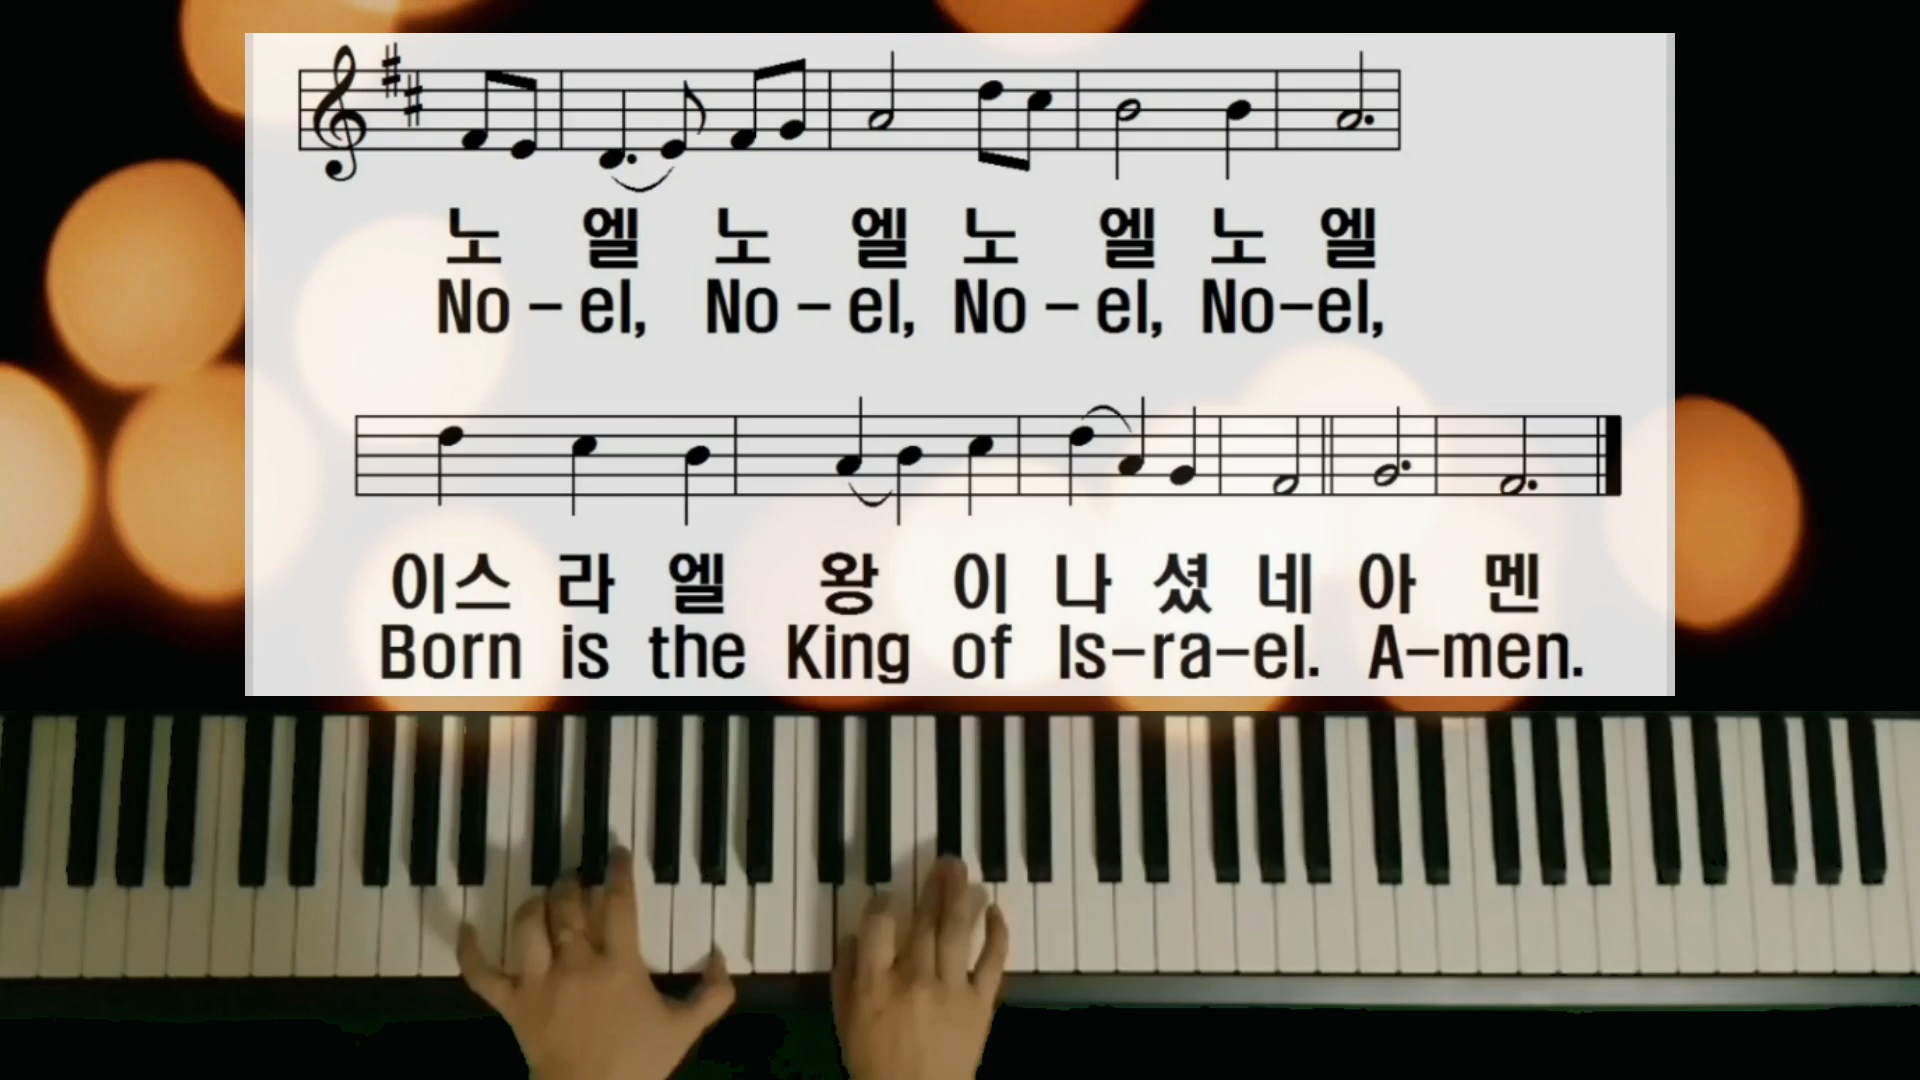 노 엘 노 엘 노 엘 노 엘
No – el, No – el, No – el, No–el,
이스 라 엘 왕 이 나 셨 네 아 멘
Born is the King of Is–ra–el. A–men.